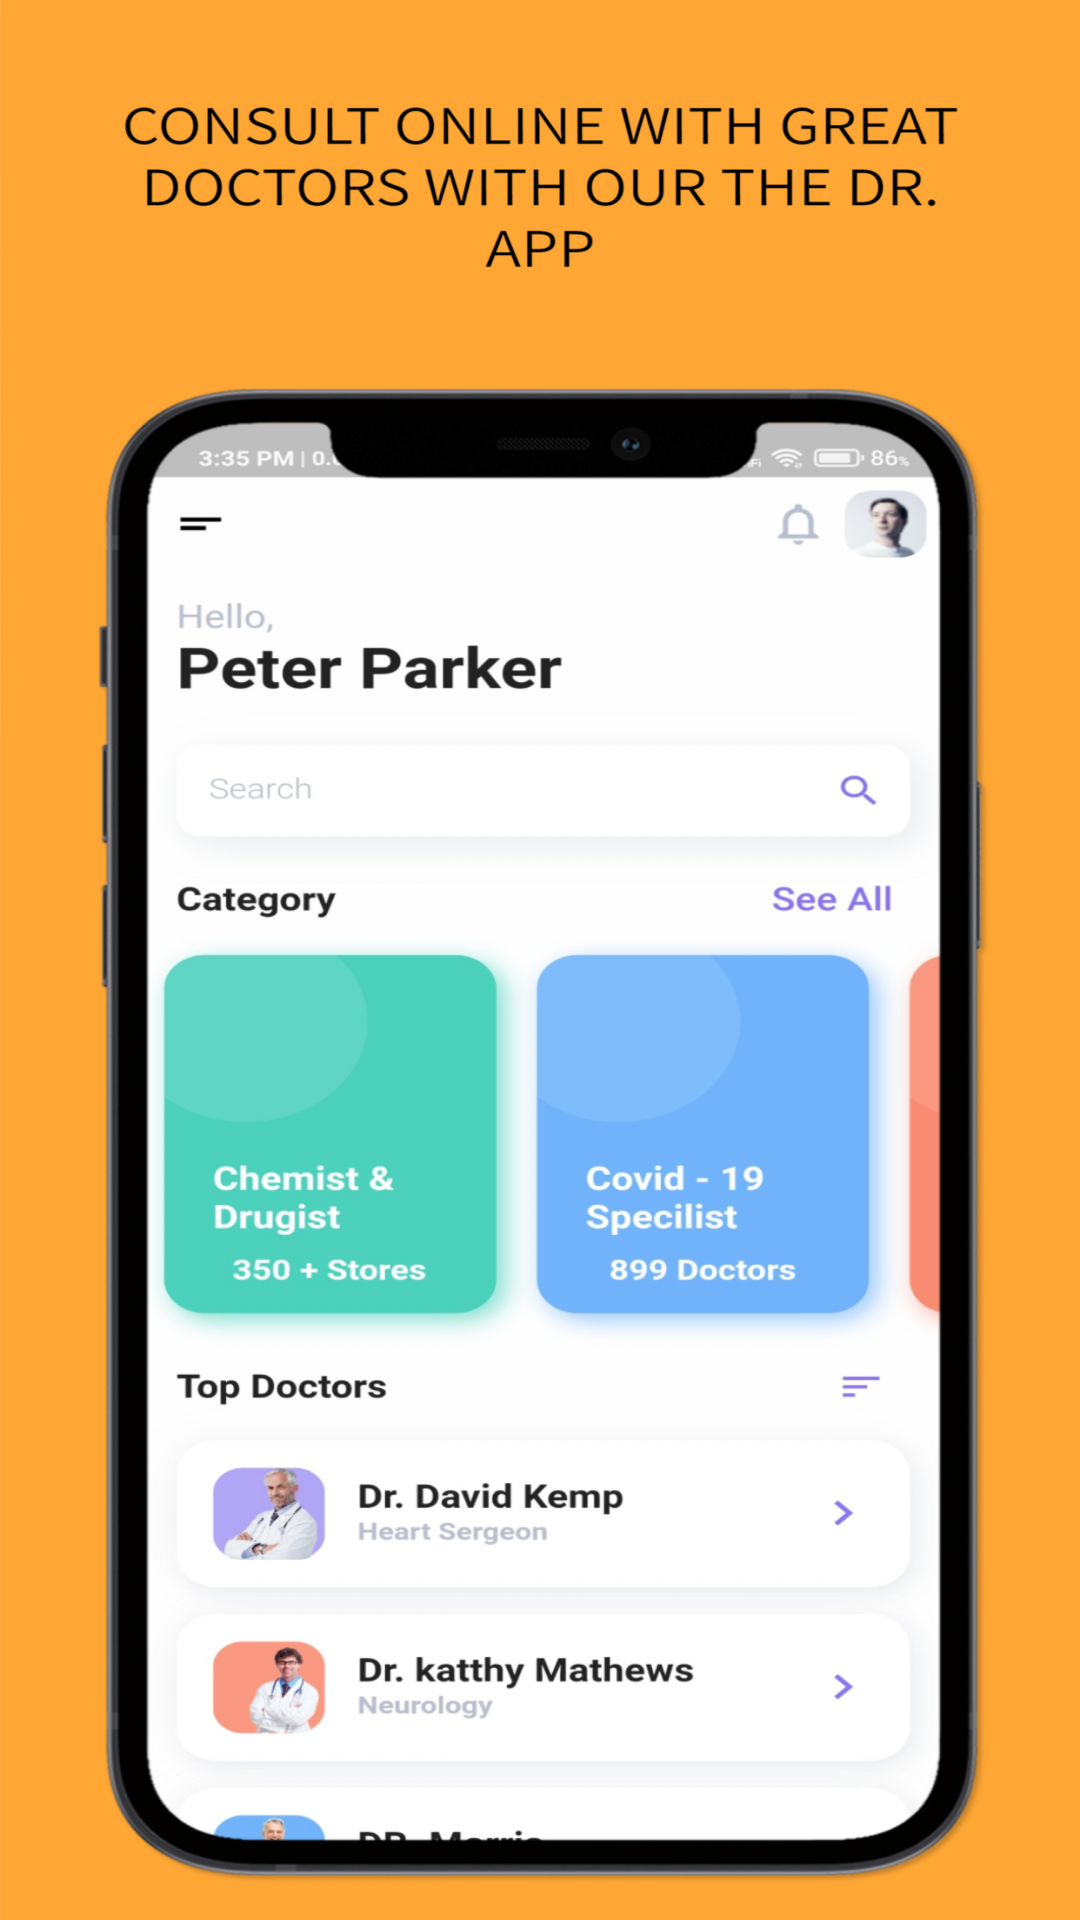 CONSULT ONLINE WITH GREAT
DOCTORS WITH OUR THE DR.
APP
3:35 PM | 0.
86%
Hello,
Peter Parker
Search
Category
See All
Chemist &
Drugist
350 + Stores
Covid - 19
Specilist
899 Doctors
Top Doctors
Dr. David Kemp
Heart Sergeon
Dr. katthy Mathews
Neurology
DR. Morris